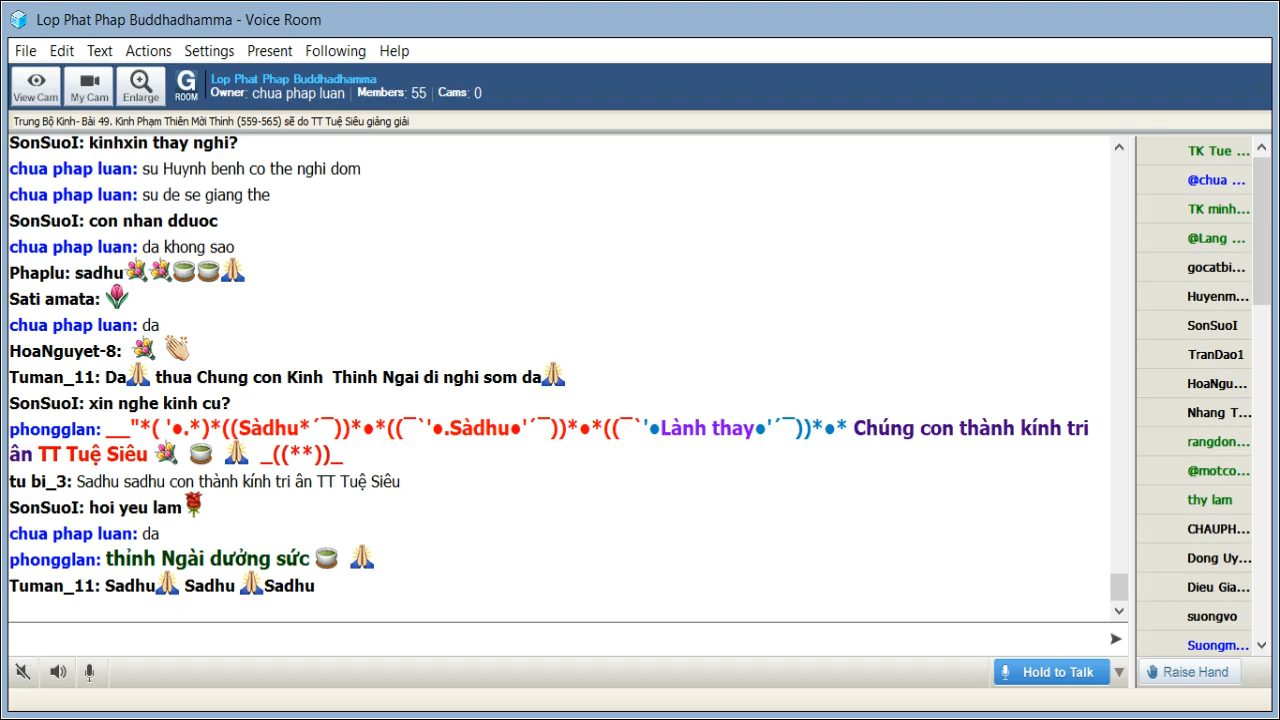 Lop Phat Phap Buddhadhamma - Voice Room
File Edit Text Actions Settings Present Following Help
View Cam My Cam Enlarge G ROOM
Lop Phat Phap Buddhadhamma
Owner: chua phap luan | Members: 55 | Cams: 0
Trung Bộ Kinh- Bài 49. Kinh Phạm Thiên Mời Thỉnh (559-565) sẽ do TT Tuệ Siêu giảng giải
SonSuoI: kinhxin thay nghi?
chua phap luan: su Huynh benh co the nghi dom
chua phap luan: su de se giang the
SonSuoI: con nhan dduoc
chua phap luan: da khong sao
Phaplu: sadhu
Sati amata:
chua phap luan: da
HoaNguyet-8:
Tuman_11: Da thua Chung con Kinh Thinh Ngai di nghi som da
SonSuoI: xin nghe kinh cu?
phongglan: __"*( '●.*)*((Sàdhu*´¯))*●*((¯`'●.Sàdhu●'´¯))*●*((¯`'●Lành thay●'´¯))*●* Chúng con thành kính tri
ân TT Tuệ Siêu _((**))_
tu bi_3: Sadhu sadhu con thành kính tri ân TT Tuệ Siêu
SonSuoI: hoi yeu lam
chua phap luan: da
phongglan: thỉnh Ngài dưởng sức
Tuman_11: Sadhu Sadhu Sadhu
TK Tue ...
@chua ...
TK minh...
@Lang ...
gocatbi...
Huyenm...
SonSuoI
TranDao1
HoaNgu...
Nhang T...
rangdon...
@motco...
thy lam
CHAUPH...
Dong Uy...
Dieu Gia...
suongvo
Suongm...
Hold to Talk
Raise Hand